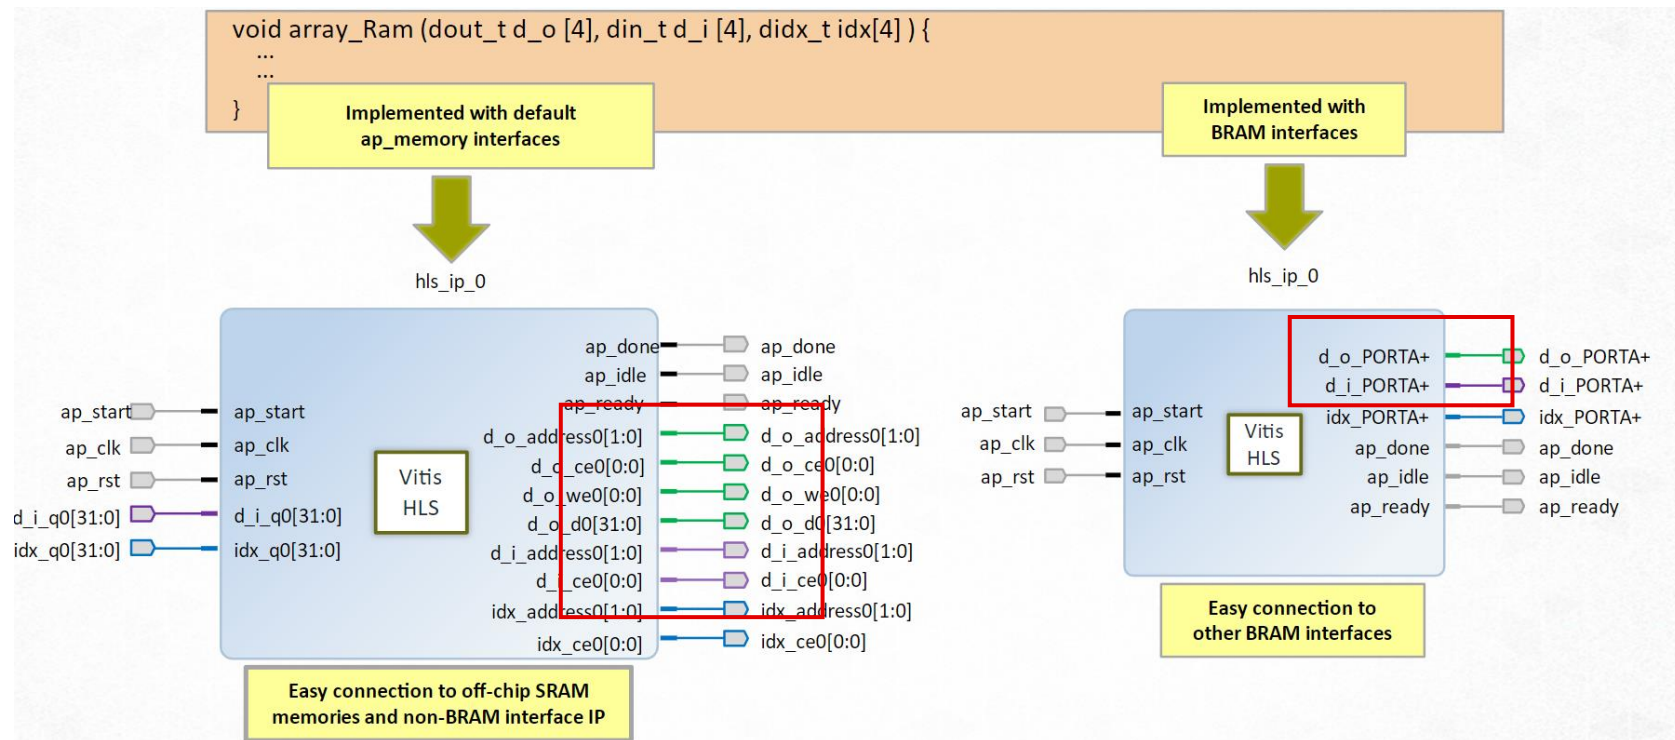 void array_Ram (dout_t d_o [4], din_t d_i [4], didx_t idx[4] ) {
...
...
}
Implemented with default
ap_memory interfaces
Implemented with
BRAM interfaces
hls_ip_0
ap_start
ap_clk
ap_rst
d_i_q0[31:0]
idx_q0[31:0]
ap_start
ap_clk
ap_rst
d_i_q0[31:0]
idx_q0[31:0]
Vitis
HLS
ap_done
ap_idle
ap_ready
d_o_address0[1:0]
d_o_ce0[0:0]
d_o_we0[0:0]
d_o_d0[31:0]
d_i_address0[1:0]
d_i_ce0[0:0]
idx_address0[1:0]
idx_ce0[0:0]
ap_done
ap_idle
ap_ready
d_o_address0[1:0]
d_o_ce0[0:0]
d_o_we0[0:0]
d_o_d0[31:0]
d_i_address0[1:0]
d_i_ce0[0:0]
idx_address0[1:0]
idx_ce0[0:0]
Easy connection to off-chip SRAM
memories and non-BRAM interface IP
hls_ip_0
ap_start
ap_clk
ap_rst
ap_start
ap_clk
ap_rst
Vitis
HLS
d_o_PORTA+
d_i_PORTA+
idx_PORTA+
ap_done
ap_idle
ap_ready
d_o_PORTA+
d_i_PORTA+
idx_PORTA+
ap_done
ap_idle
ap_ready
Easy connection to
other BRAM interfaces